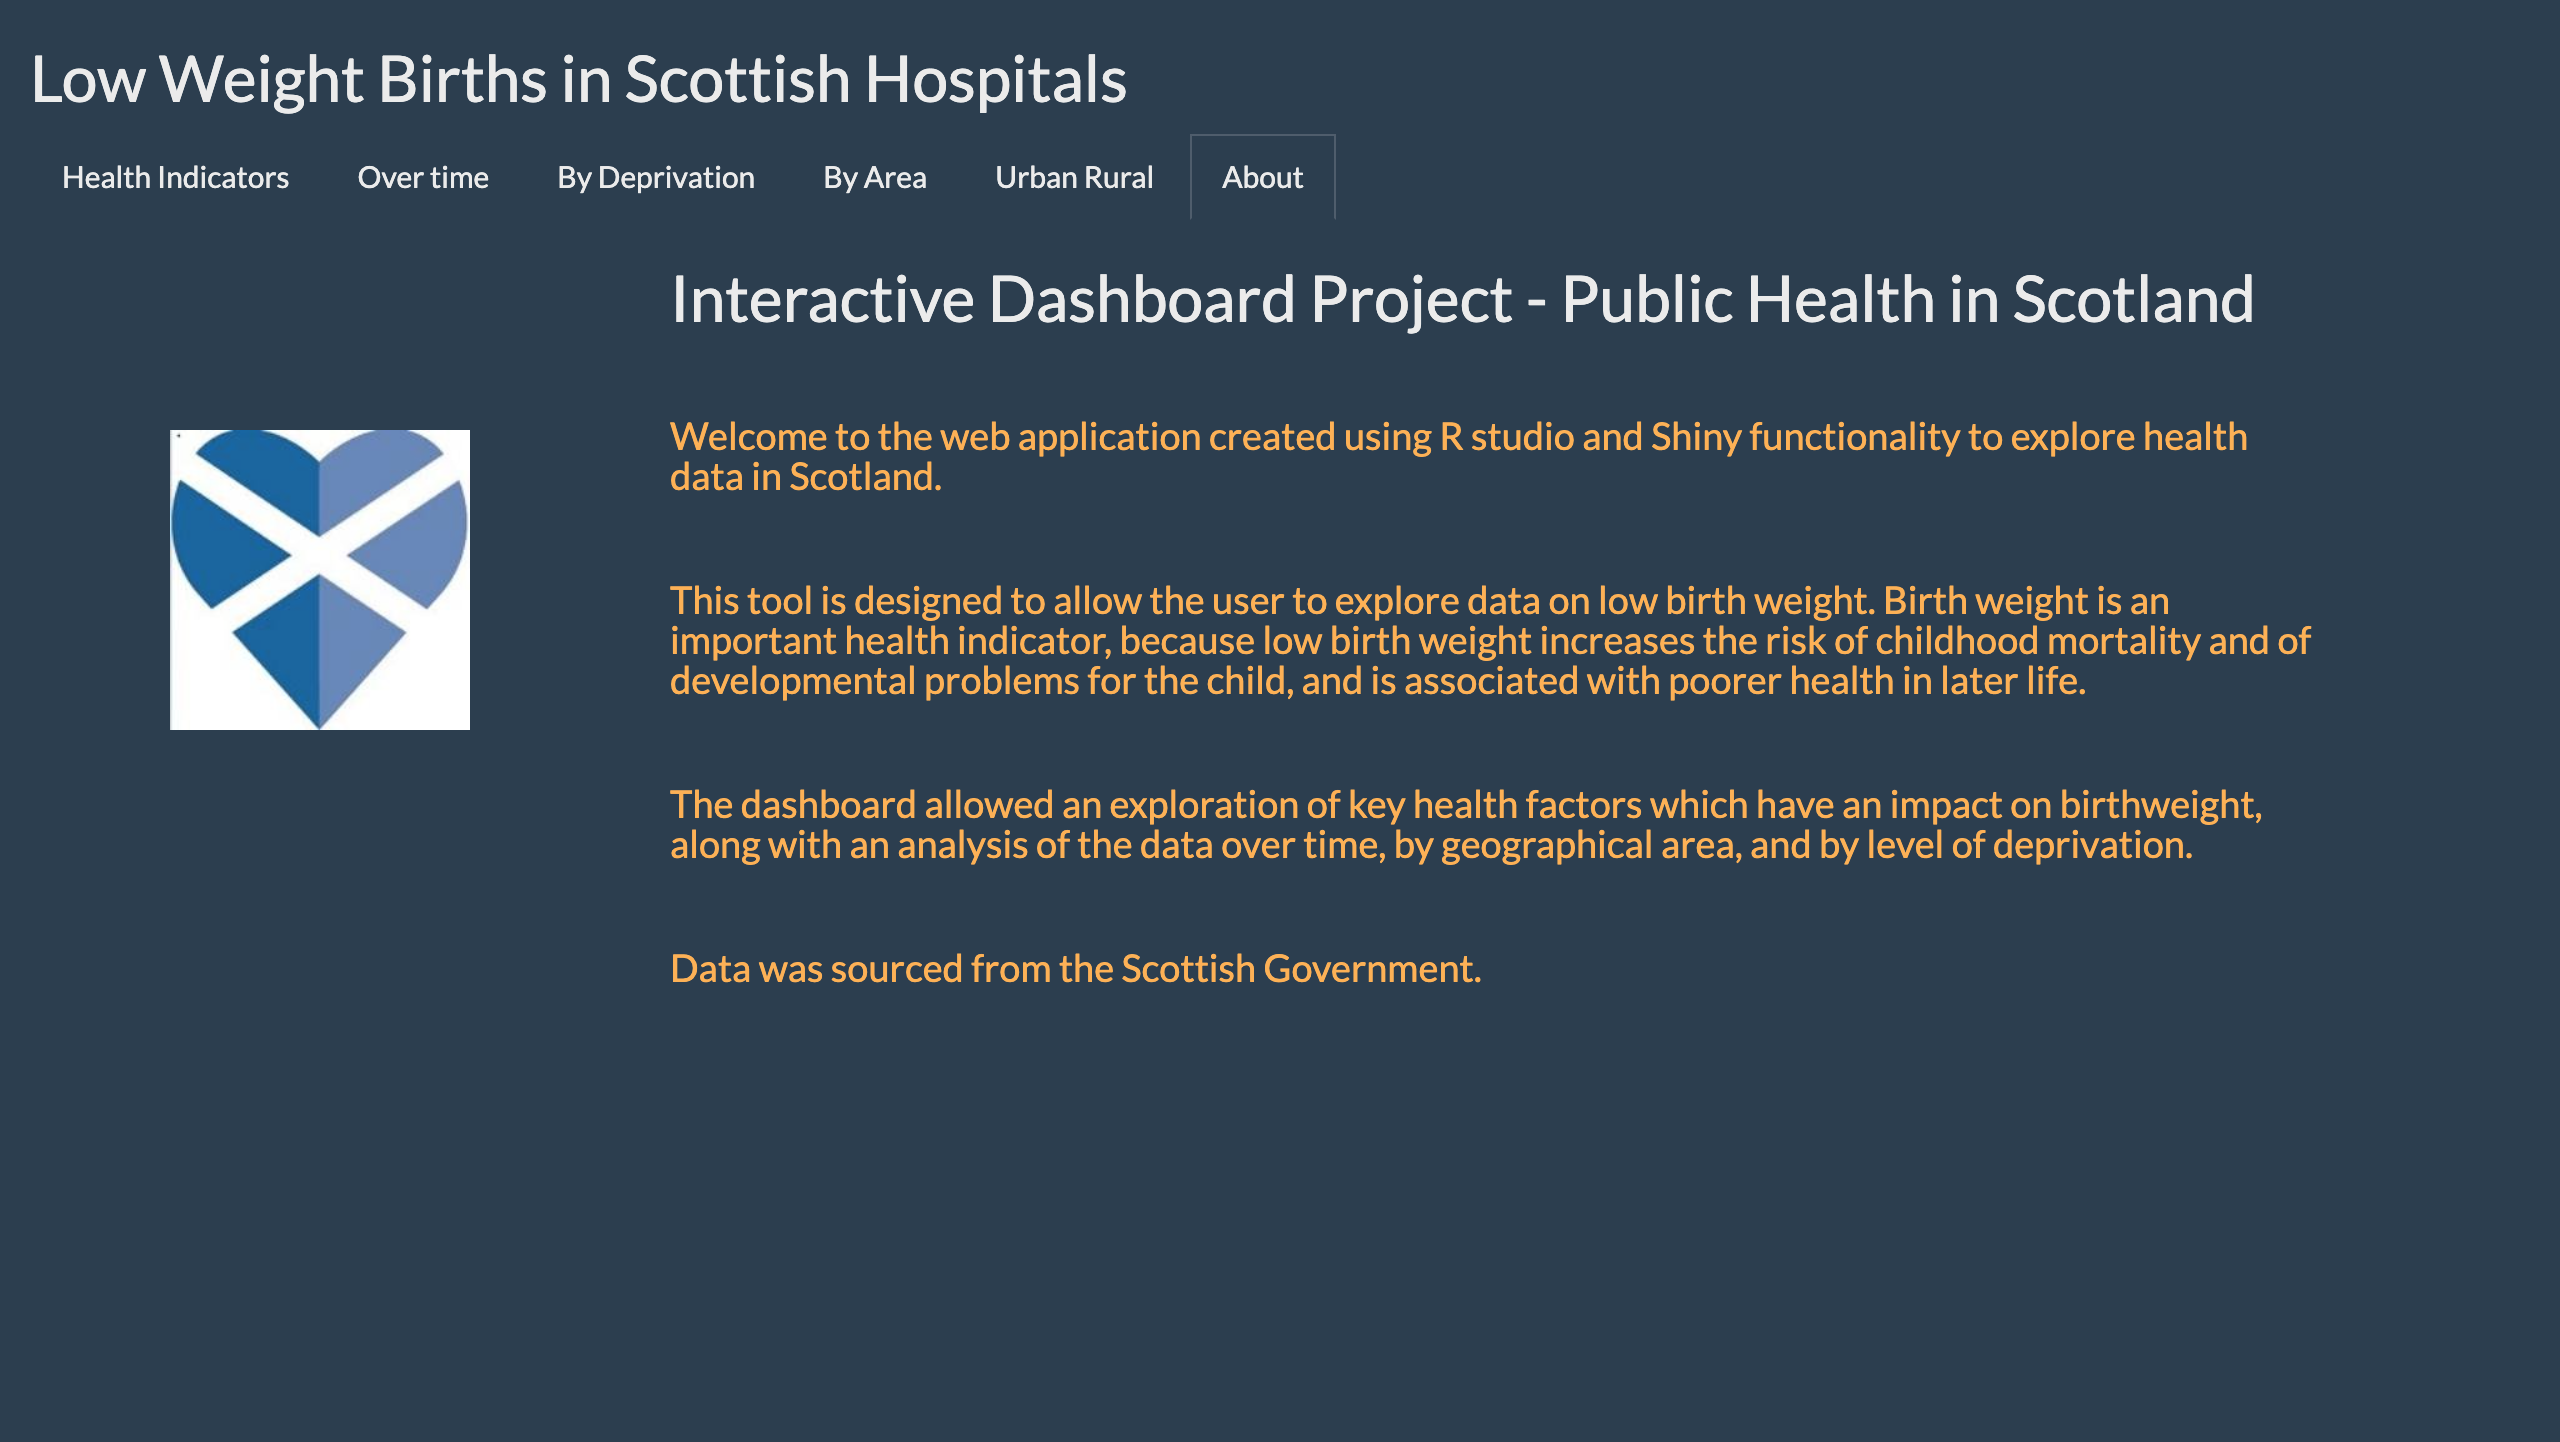 Low Weight Births in Scottish Hospitals
Health Indicators Over time By Deprivation By Area Urban Rural About
Interactive Dashboard Project - Public Health in Scotland
Welcome to the web application created using R studio and Shiny functionality to explore health
data in Scotland.
This tool is designed to allow the user to explore data on low birth weight. Birth weight is an
important health indicator, because low birth weight increases the risk of childhood mortality and of
developmental problems for the child, and is associated with poorer health in later life.
The dashboard allowed an exploration of key health factors which have an impact on birthweight,
along with an analysis of the data over time, by geographical area, and by level of deprivation.
Data was sourced from the Scottish Government.